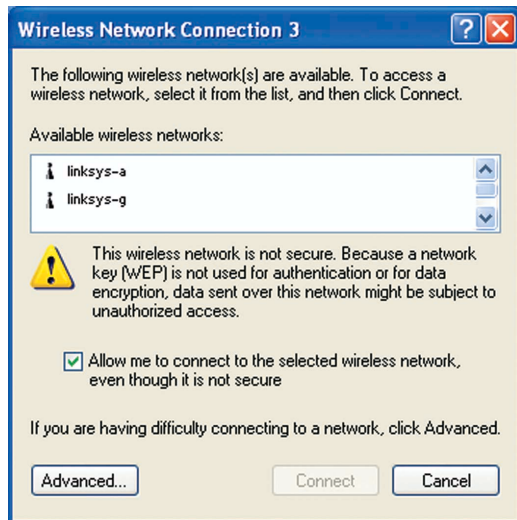 Wireless Network Connection 3
The following wireless network(s) are available. To access a
wireless network, select it from the list, and then click Connect.
Available wireless networks:
linksys-a
linksys-g
This wireless network is not secure. Because a network
key (WEP) is not used for authentication or for data
encryption, data sent over this network might be subject to
unauthorized access.
Allow me to connect to the selected wireless network,
even though it is not secure
If you are having difficulty connecting to a network, click Advanced.
Advanced... Connect Cancel